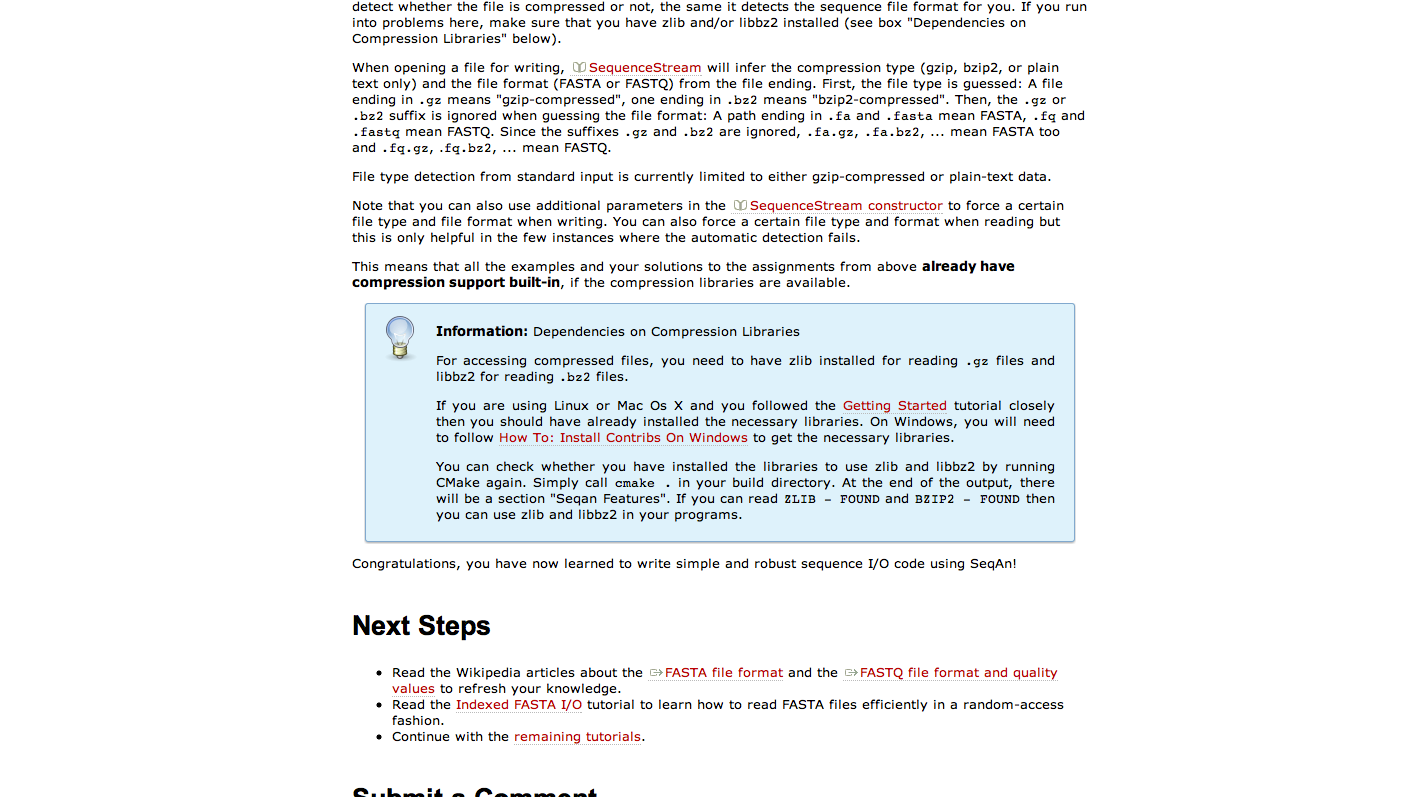 detect whether the file is compressed or not, the same it detects the sequence file format for you. If you run
into problems here, make sure that you have zlib and/or libbz2 installed (see box "Dependencies on
Compression Libraries" below).
When opening a file for writing, SequenceStream will infer the compression type (gzip, bzip2, or plain
text only) and the file format (FASTA or FASTQ) from the file ending. First, the file type is guessed: A file
ending in .gz means "gzip-compressed", one ending in .bz2 means "bzip2-compressed". Then, the .gz or
.bz2 suffix is ignored when guessing the file format: A path ending in .fa and .fasta mean FASTA, .fq and
.fastq mean FASTQ. Since the suffixes .gz and .bz2 are ignored, .fa.gz, .fa.bz2, ... mean FASTA too
and .fq.gz, .fq.bz2, ... mean FASTQ.
File type detection from standard input is currently limited to either gzip-compressed or plain-text data.
Note that you can also use additional parameters in the SequenceStream constructor to force a certain
file type and file format when writing. You can also force a certain file type and format when reading but
this is only helpful in the few instances where the automatic detection fails.
This means that all the examples and your solutions to the assignments from above already have
compression support built-in, if the compression libraries are available.
Information: Dependencies on Compression Libraries
For accessing compressed files, you need to have zlib installed for reading .gz files and
libbz2 for reading .bz2 files.
If you are using Linux or Mac Os X and you followed the Getting Started tutorial closely
then you should have already installed the necessary libraries. On Windows, you will need
to follow How To: Install Contribs On Windows to get the necessary libraries.
You can check whether you have installed the libraries to use zlib and libbz2 by running
CMake again. Simply call cmake . in your build directory. At the end of the output, there
will be a section "Seqan Features". If you can read ZLIB - FOUND and BZIP2 - FOUND then
you can use zlib and libbz2 in your programs.
Congratulations, you have now learned to write simple and robust sequence I/O code using SeqAn!
Next Steps
• Read the Wikipedia articles about the FASTA file format and the FASTQ file format and quality
values to refresh your knowledge.
• Read the Indexed FASTA I/O tutorial to learn how to read FASTA files efficiently in a random-access
fashion.
• Continue with the remaining tutorials.
Submit a Comment